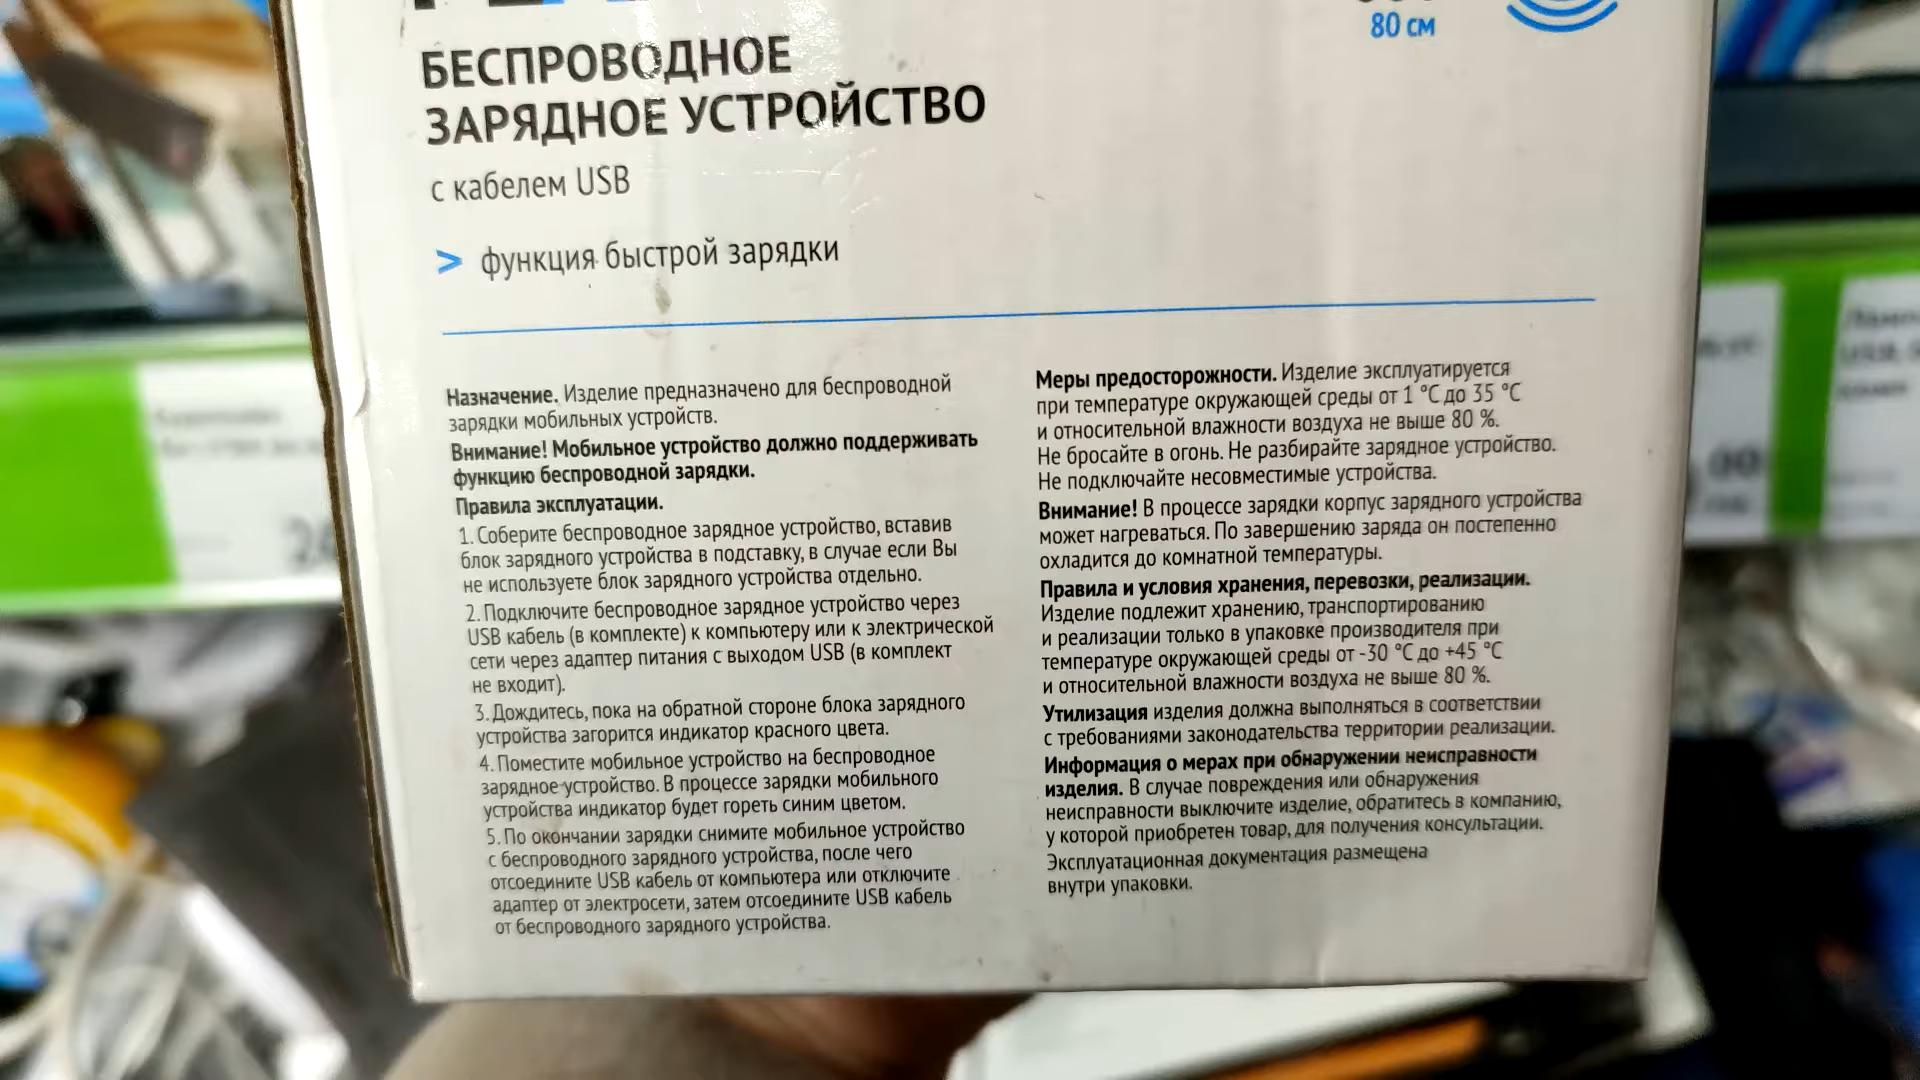 80 см
БЕСПРОВОДНОЕ
ЗАРЯДНОЕ УСТРОЙСТВО
с кабелем USB
> функция быстрой зарядки
Назначение. Изделие предназначено для беспроводной
зарядки мобильных устройств.
Внимание! Мобильное устройство должно поддерживать
функцию беспроводной зарядки.
Правила эксплуатации.
1. Соберите беспроводное зарядное устройство, вставив
блок зарядного устройства в подставку, в случае если Вы
не используете блок зарядного устройства отдельно.
2. Подключите беспроводное зарядное устройство через
USB кабель (в комплекте) к компьютеру или к электрической
сети через адаптер питания с выходом USB (в комплект
не входит).
3. Дождитесь, пока на обратной стороне блока зарядного
устройства загорится индикатор красного цвета.
4. Поместите мобильное устройство на беспроводное
зарядное устройство. В процессе зарядки мобильного
устройства индикатор будет гореть синим цветом.
5. По окончании зарядки снимите мобильное устройство
с беспроводного зарядного устройства, после чего
отсоедините USB кабель от компьютера или отключите
адаптер от электросети, затем отсоедините USB кабель
от беспроводного зарядного устройства.
Меры предосторожности. Изделие эксплуатируется
при температуре окружающей среды от 1 °C до 35 °C
и относительной влажности воздуха не выше 80 %.
Не бросайте в огонь. Не разбирайте зарядное устройство.
Не подключайте несовместимые устройства.
Внимание! В процессе зарядки корпус зарядного устройства
может нагреваться. По завершению заряда он постепенно
охладится до комнатной температуры.
Правила и условия хранения, перевозки, реализации.
Изделие подлежит хранению, транспортированию
и реализации только в упаковке производителя при
температуре окружающей среды от -30 °C до +45 °C
и относительной влажности воздуха не выше 80 %.
Утилизация изделия должна выполняться в соответствии
с требованиями законодательства территории реализации.
Информация о мерах при обнаружении неисправности
изделия. В случае повреждения или обнаружения
неисправности выключите изделие, обратитесь в компанию,
у которой приобретен товар, для получения консультации.
Эксплуатационная документация размещена
внутри упаковки.
00